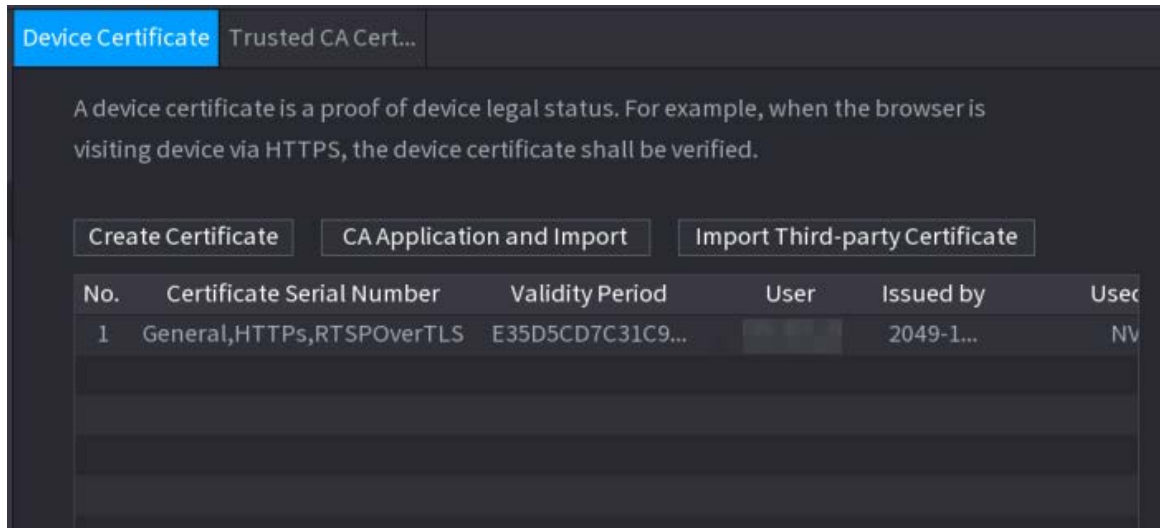 Device Certificate Trusted CA Cert...
A device certificate is a proof of device legal status. For example, when the browser is
visiting device via HTTPS, the device certificate shall be verified.
Create Certificate CA Application and Import Import Third-party Certificate
No. Certificate Serial Number Validity Period User Issued by
1 General,HTTPs,RTSPOverTLS E35D5CD7C31C9... 2049-1... NV